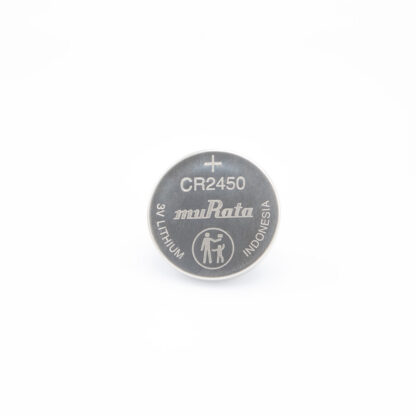 +
CR2450
muRata
3V LITHIUM
INDONESIA